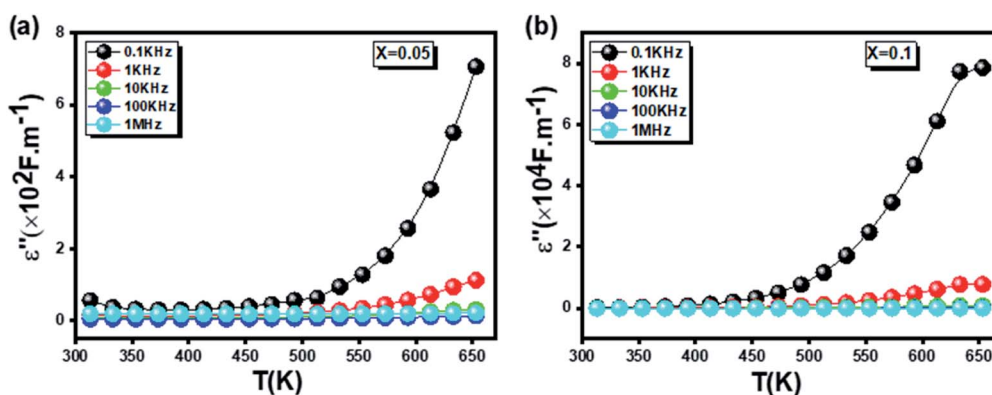 (a)
0.1KHz
1KHz
10KHz
100KHz
1MHz
X=0.05
ε''(×10²F.m⁻¹)
8
6
4
2
0
300 350 400 450 500 550 600 650
T(K)
(b)
0.1KHz
1KHz
10KHz
100KHz
1MHz
X=0.1
ε''(×10⁴F.m⁻¹)
8
6
4
2
0
300 350 400 450 500 550 600 650
T(K)